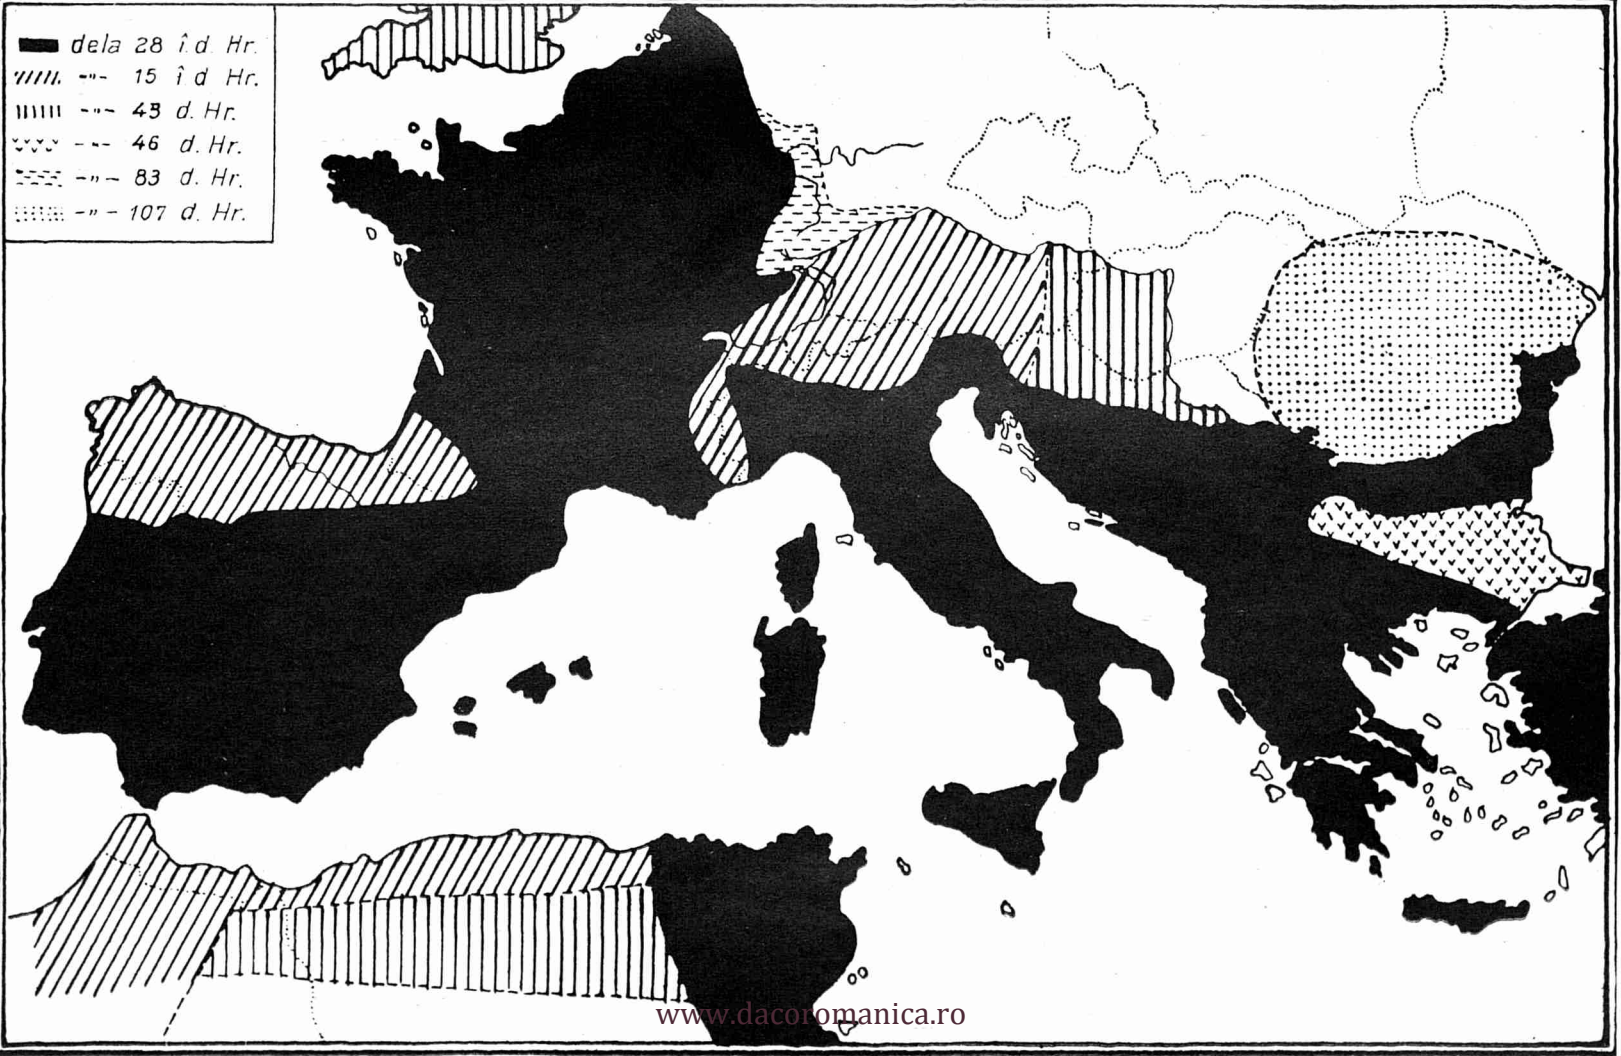 dela 28 î. d. Hr.
-"- 15 î d Hr.
-"- 43 d. Hr.
-"- 46 d. Hr.
-"- 83 d. Hr.
-"- 107 d. Hr.
www.dacoromanica.ro